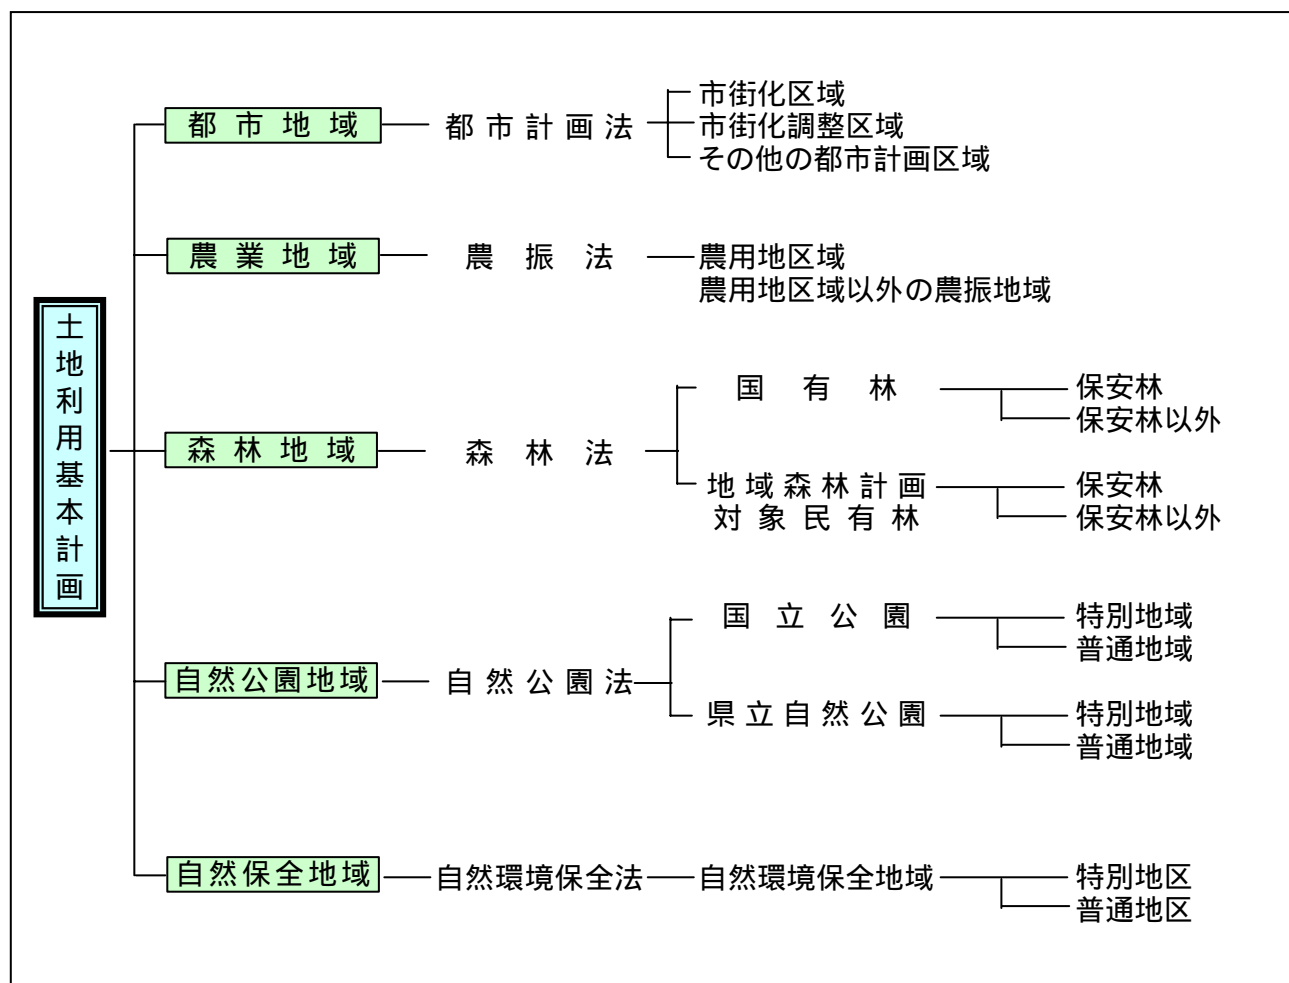 土地利用基本計画
都市地域
都市計画法
市街化区域
市街化調整区域
その他の都市計画区域
農業地域
農振法
農用地区域
農用地区域以外の農振地域
森林地域
森林法
国有林
保安林
保安林以外
地域森林計画
対象民有林
保安林
保安林以外
自然公園地域
自然公園法
国立公園
特別地域
普通地域
県立自然公園
特別地域
普通地域
自然保全地域
自然環境保全法
自然環境保全地域
特別地区
普通地区